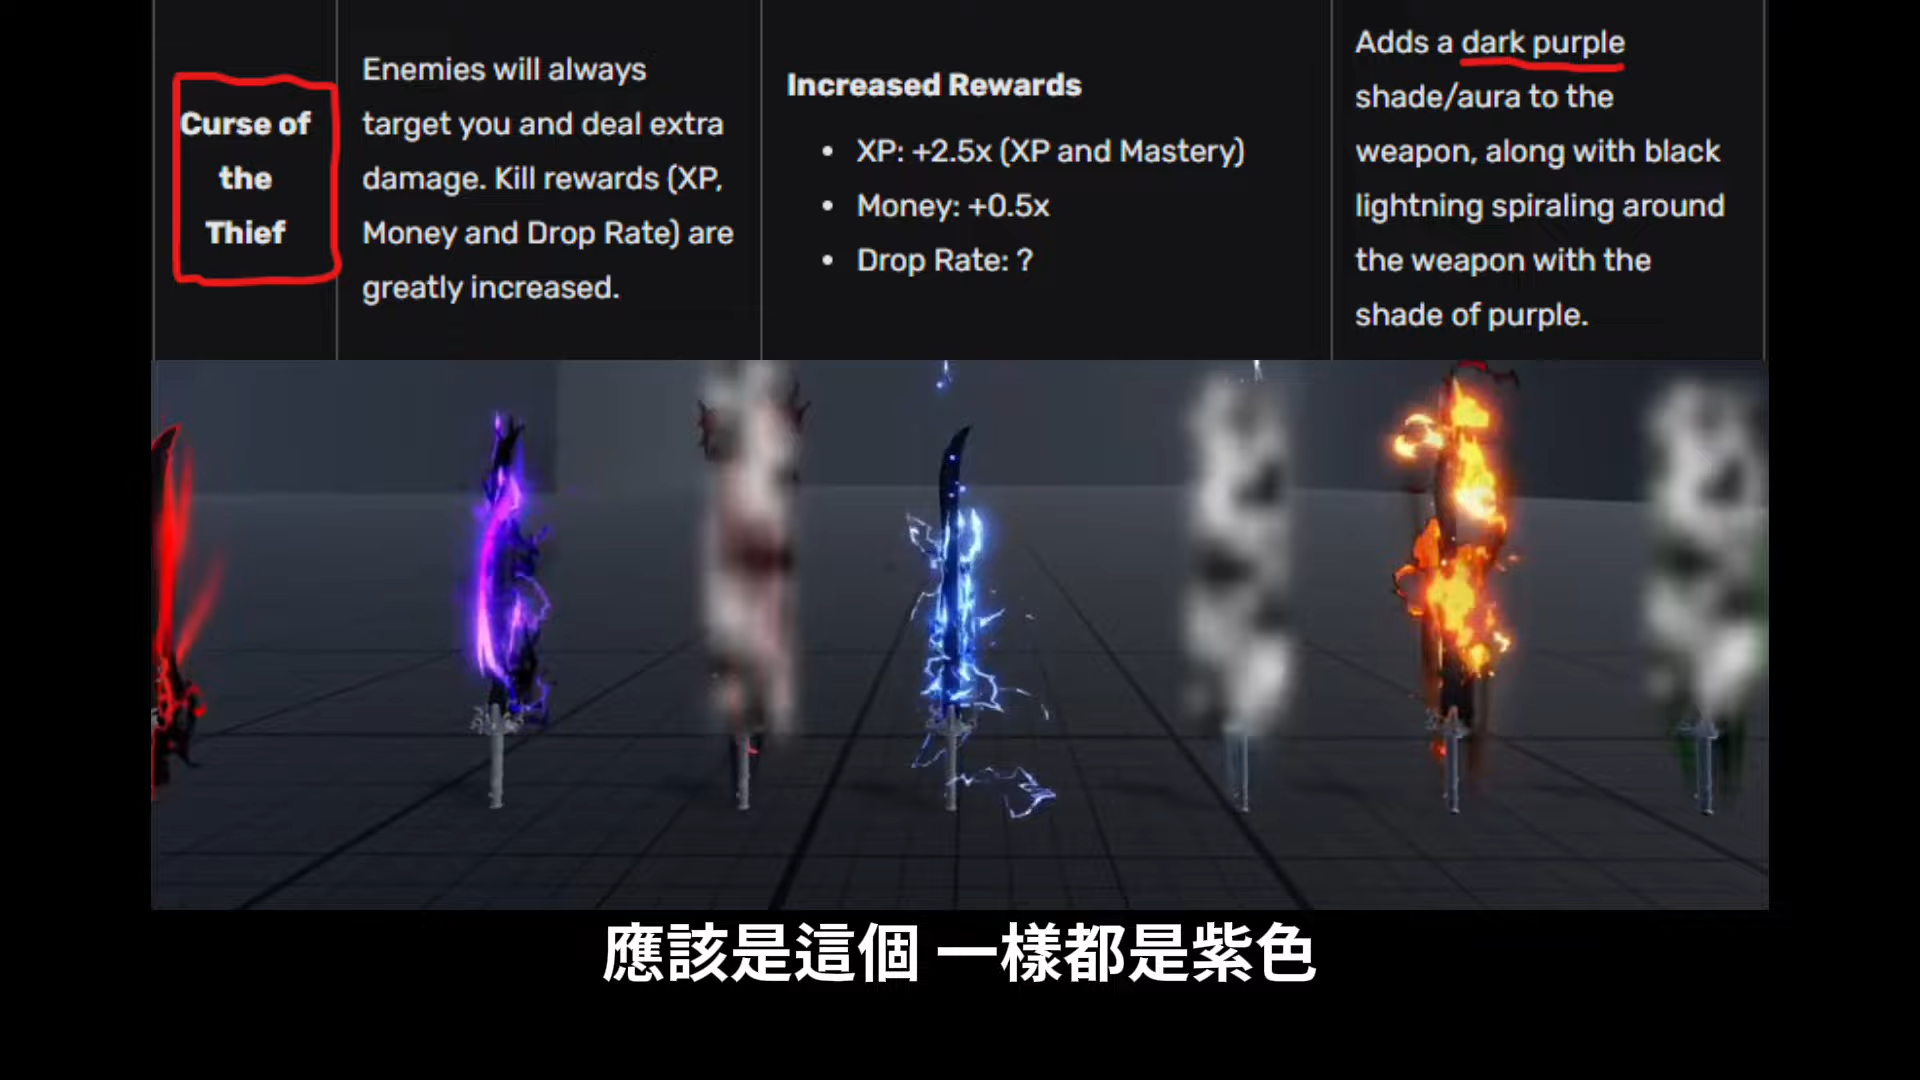 Curse of
the
Thief
Enemies will always
target you and deal extra
damage. Kill rewards (XP,
Money and Drop Rate) are
greatly increased.
Increased Rewards
• XP: +2.5x (XP and Mastery)
• Money: +0.5x
• Drop Rate: ?
Adds a dark purple
shade/aura to the
weapon, along with black
lightning spiraling around
the weapon with the
shade of purple.
應該是這個 一樣都是紫色